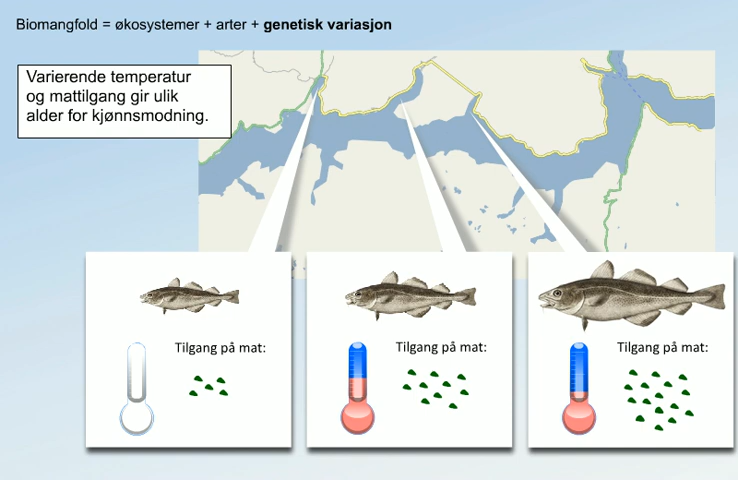 Biomangfold = økosystemer + arter + genetisk variasjon
Varierende temperatur
og mattilgang gir ulik
alder for kjønnsmodning.
Tilgang på mat:
Tilgang på mat:
Tilgang på mat: